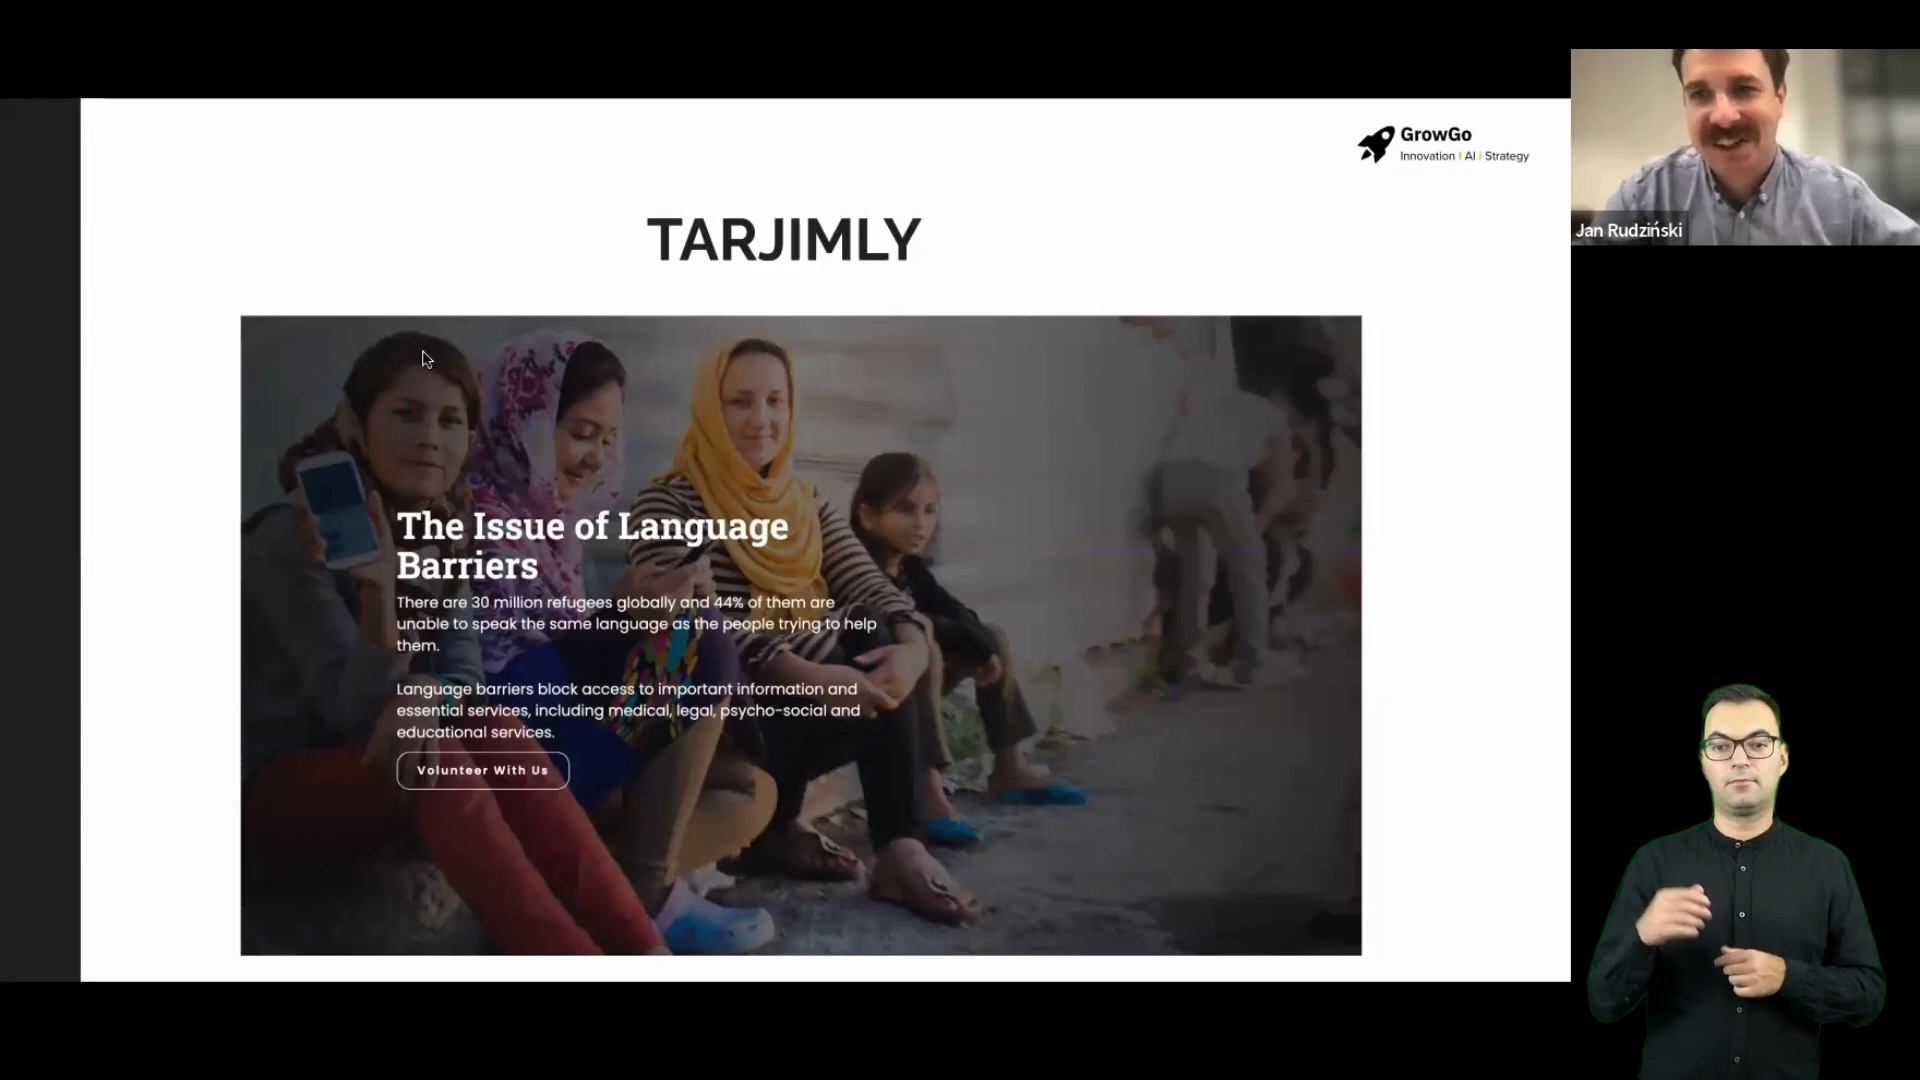 GrowGo
Innovation | AI | Strategy
Jan Rudziński
TARJIMLY
The Issue of Language
Barriers
There are 30 million refugees globally and 44% of them are
unable to speak the same language as the people trying to help
them.
Language barriers block access to important information and
essential services, including medical, legal, psycho-social and
educational services.
Volunteer With Us